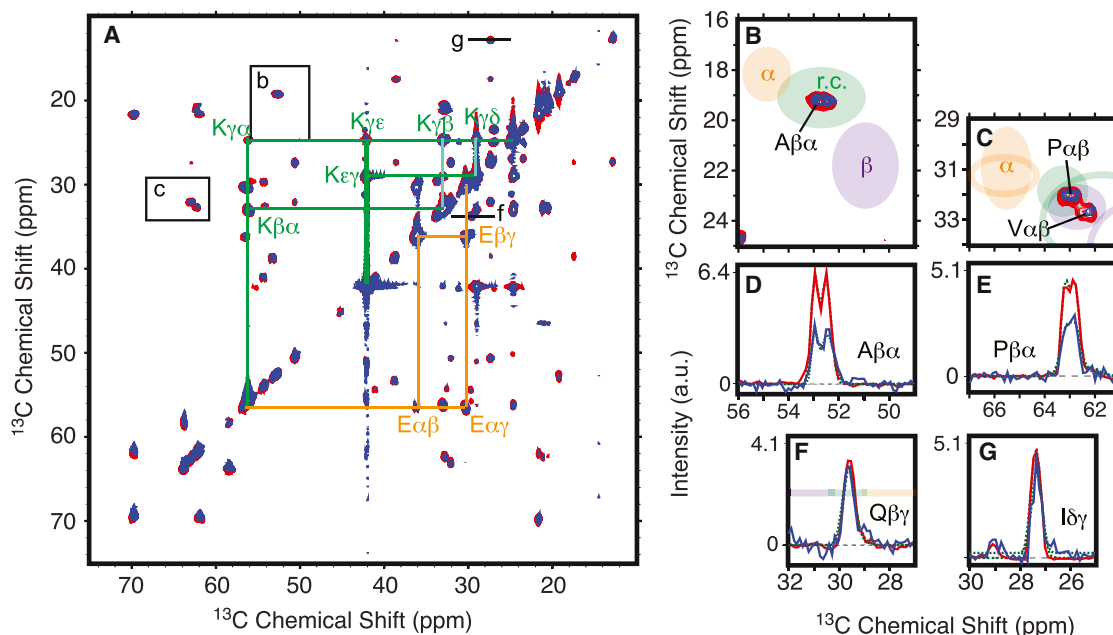 A
g
b
Kγα
Kγε
Kγβ
Kγδ
Kεγ
c
f
Kβα
Eβγ
Eαβ
Eαγ
20
30
40
50
60
70
70 60 50 40 30 20
¹³C Chemical Shift (ppm)
¹³C Chemical Shift (ppm)
B
α
r.c.
Aβα
β
16
18
20
22
24
¹³C Chemical Shift (ppm)
C
α
Pαβ
Vαβ
29
31
33
D
6.4
0
Aβα
56 54 52 50
E
5.1
0
Pβα
66 64 62
Intensity (a.u.)
F
4.1
0
Qβγ
32 30 28
G
5.1
Iδγ
30 28 26
¹³C Chemical Shift (ppm)